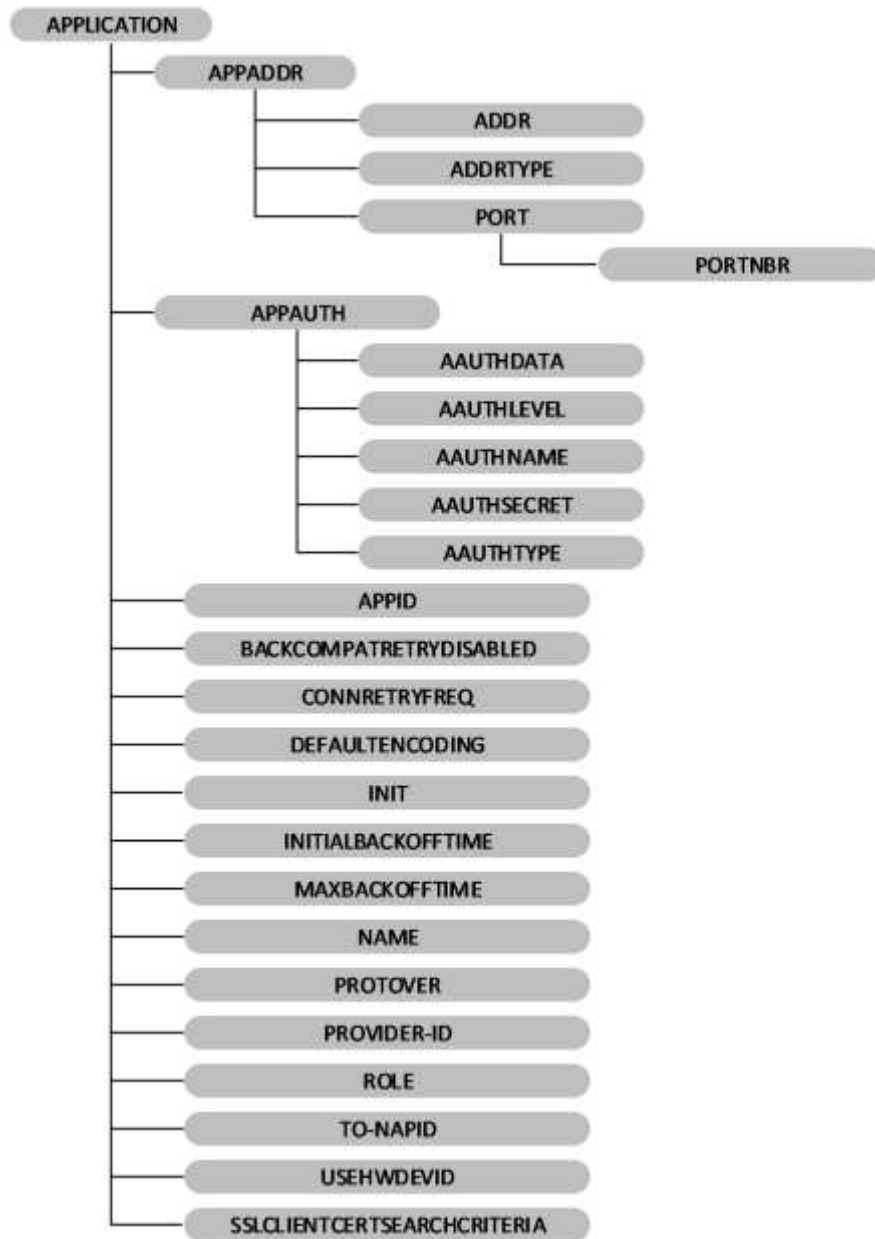 APPLICATION
APPADDR
ADDR
ADDRTYPE
PORT
PORTNBR
APPAUTH
AAUTHDATA
AAUTHLEVEL
AAUTHNAME
AAUTHSECRET
AAUTHTYPE
APPID
BACKCOMPATRETRYDISABLED
CONNRETRYFREQ
DEFAULTENCODING
INIT
INITIALBACKOFFTIME
MAXBACKOFFTIME
NAME
PROTOVER
PROVIDER-ID
ROLE
TO-NAPID
USEHWDEVID
SSLCLIENTCERTSEARCHCRITERIA